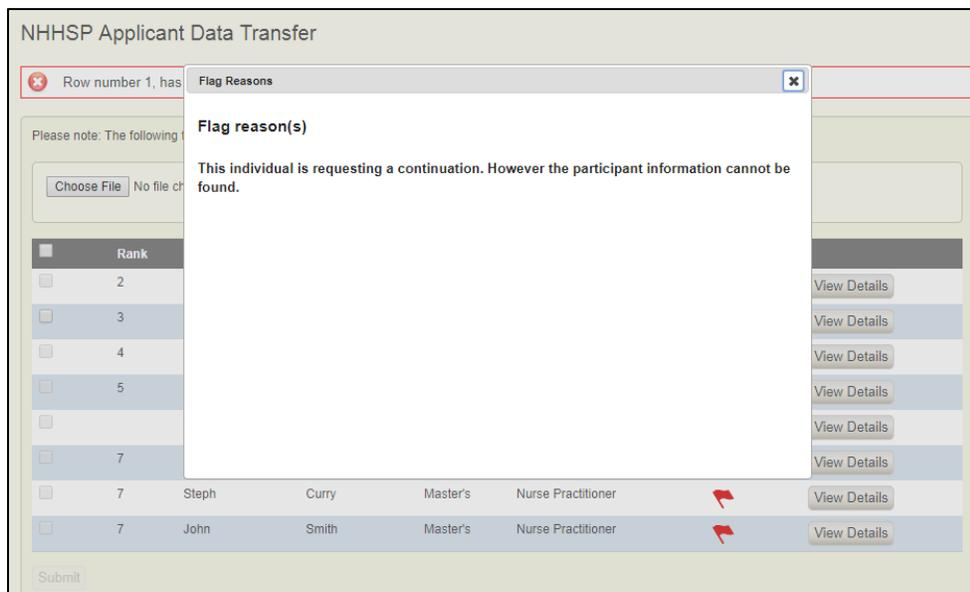 NHHSP Applicant Data Transfer
Row number 1, has
Flag Reasons
Please note: The following
Flag reason(s)
This individual is requesting a continuation. However the participant information cannot be
found.
Choose File No file ch
Rank
2 View Details
3 View Details
4 View Details
5 View Details
View Details
7 View Details
7 Steph Curry Master's Nurse Practitioner View Details
7 John Smith Master's Nurse Practitioner View Details
Submit